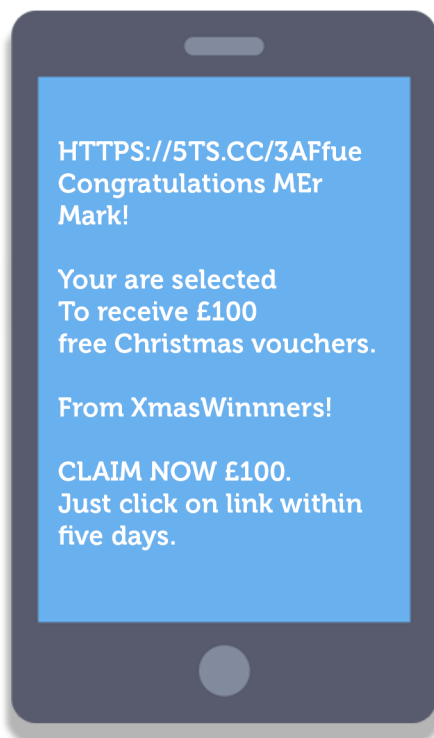 HTTPS://5TS.CC/3AFfue
Congratulations MEr
Mark!
Your are selected
To receive £100
free Christmas vouchers.
From XmasWinnners!
CLAIM NOW £100.
Just click on link within
five days.